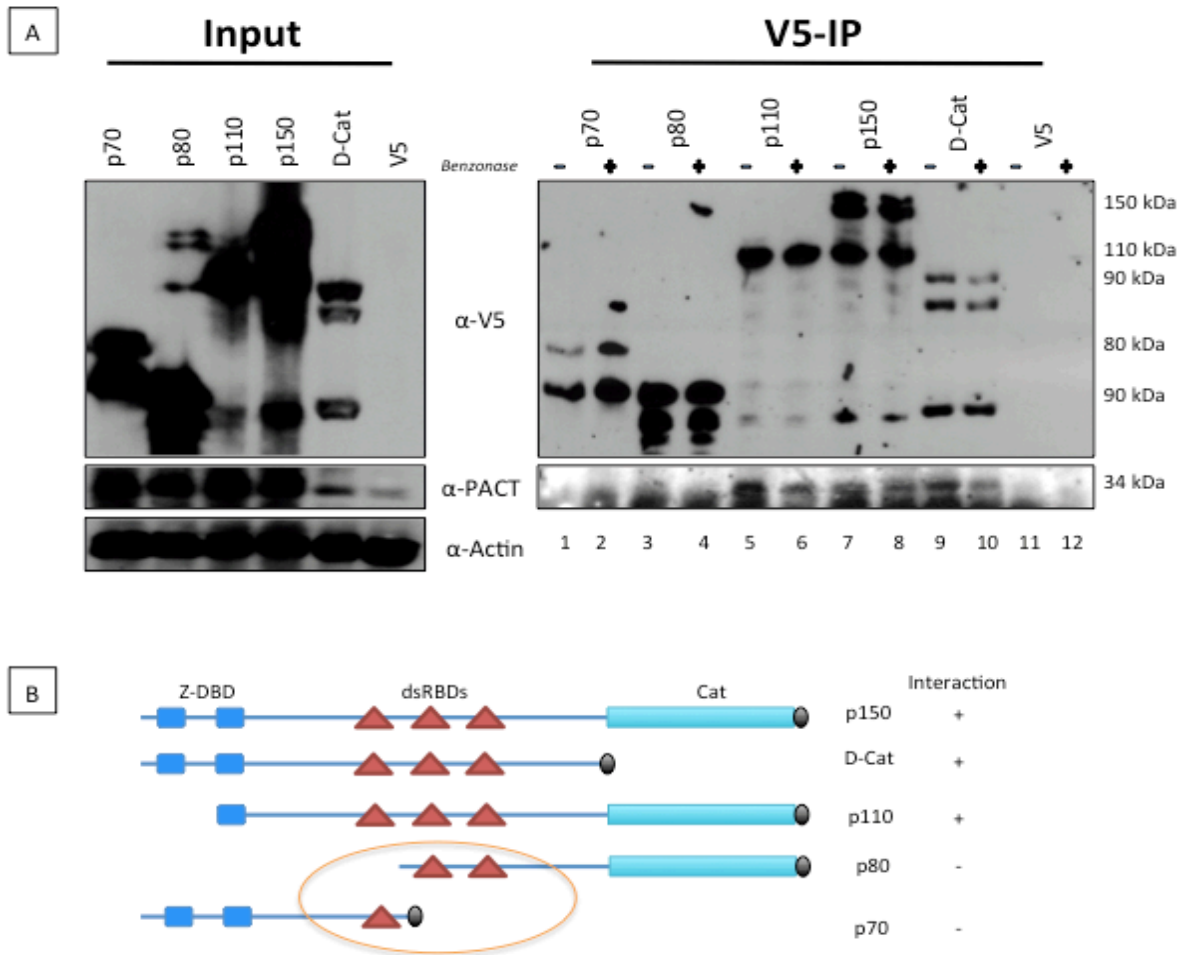 A
Input
V5-IP
p70 p80 p110 p150 D-Cat V5
p70 p80 p110 p150 D-Cat V5
Benzonase - + - + - + - + - + - +
150 kDa
110 kDa
90 kDa
α-V5
80 kDa
90 kDa
α-PACT
34 kDa
α-Actin
1 2 3 4 5 6 7 8 9 10 11 12
B
Z-DBD dsRBDs Cat Interaction
p150 +
D-Cat +
p110 +
p80 -
p70 -